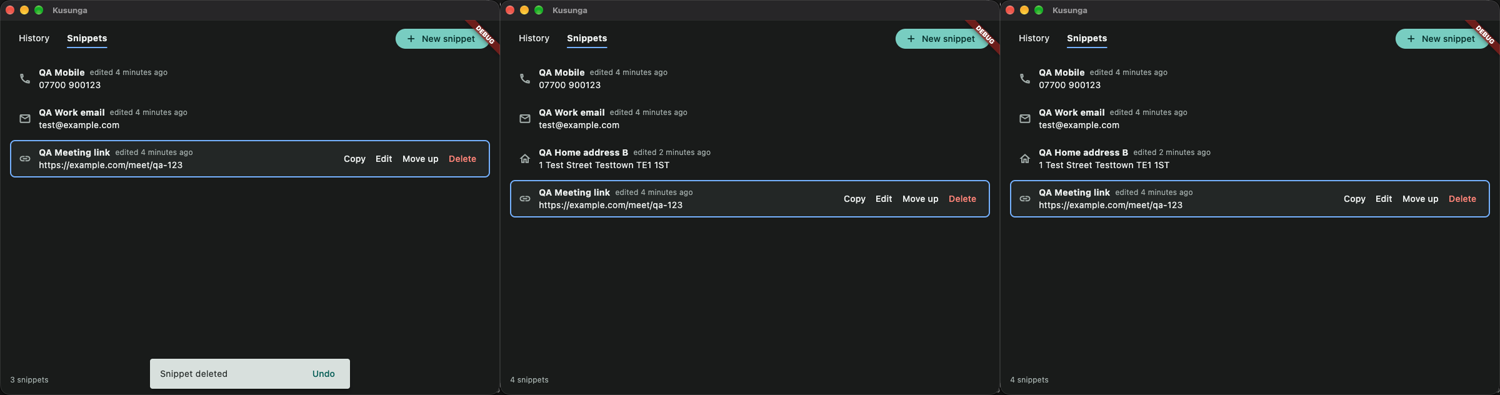 Kusunga
History Snippets + New snippet
DEBUG
QA Mobile edited 4 minutes ago
07700 900123
QA Work email edited 4 minutes ago
test@example.com
QA Meeting link edited 4 minutes ago
https://example.com/meet/qa-123
Copy Edit Move up Delete
Snippet deleted Undo
3 snippets
Kusunga
History Snippets + New snippet
DEBUG
QA Mobile edited 4 minutes ago
07700 900123
QA Work email edited 4 minutes ago
test@example.com
QA Home address B edited 2 minutes ago
1 Test Street Testtown TE1 1ST
QA Meeting link edited 4 minutes ago
https://example.com/meet/qa-123
Copy Edit Move up Delete
4 snippets
Kusunga
History Snippets + New snippet
DEBUG
QA Mobile edited 4 minutes ago
07700 900123
QA Work email edited 4 minutes ago
test@example.com
QA Home address B edited 2 minutes ago
1 Test Street Testtown TE1 1ST
QA Meeting link edited 4 minutes ago
https://example.com/meet/qa-123
Copy Edit Move up Delete
4 snippets